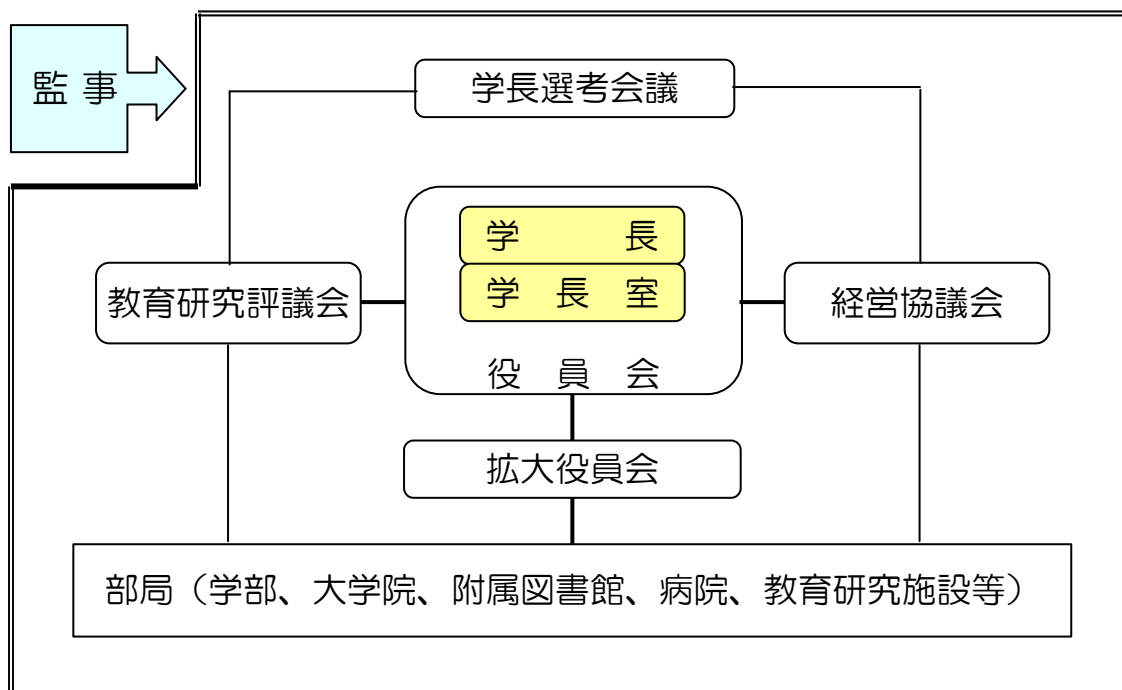 監 事
学長選考会議
学 長
学 長 室
教育研究評議会
経営協議会
役 員 会
拡大役員会
部局（学部、大学院、附属図書館、病院、教育研究施設等）